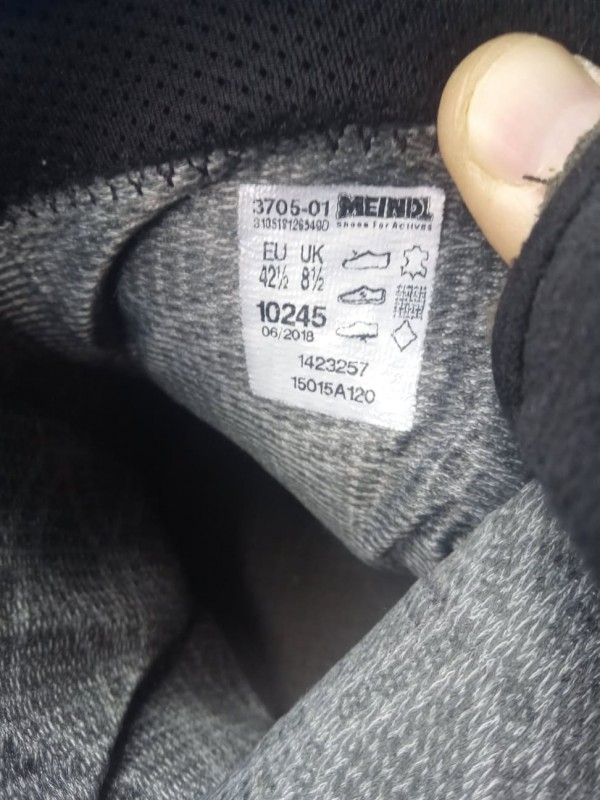 3705-01 MEINDL
Shoes For Actives
EU UK
42½ 8½
10245
06/2018
1423257
15015A120